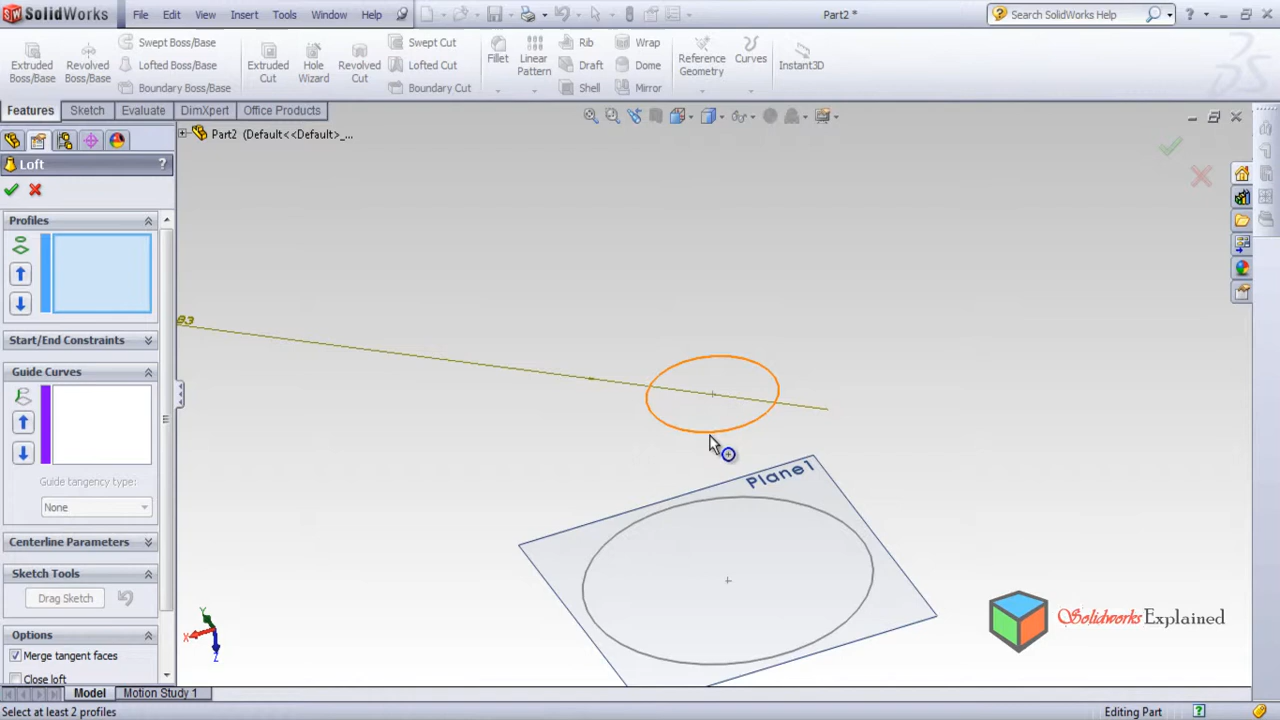 SolidWorks
File Edit View Insert Tools Window Help
Part2 *
Search SolidWorks Help
Extruded Boss/Base
Revolved Boss/Base
Swept Boss/Base
Lofted Boss/Base
Boundary Boss/Base
Extruded Cut
Hole Wizard
Revolved Cut
Swept Cut
Lofted Cut
Boundary Cut
Fillet
Linear Pattern
Rib
Draft
Shell
Wrap
Dome
Mirror
Reference Geometry
Curves
Instant3D
Features Sketch Evaluate DimXpert Office Products
Part2 (Default<<Default>_...
Loft ?
Profiles
Start/End Constraints
Guide Curves
Guide tangency type:
None
Centerline Parameters
Sketch Tools
Drag Sketch
Options
Merge tangent faces
Close loft
Plane1
Y
X
Z
Solidworks Explained
Model Motion Study 1
Select at least 2 profiles
Editing Part